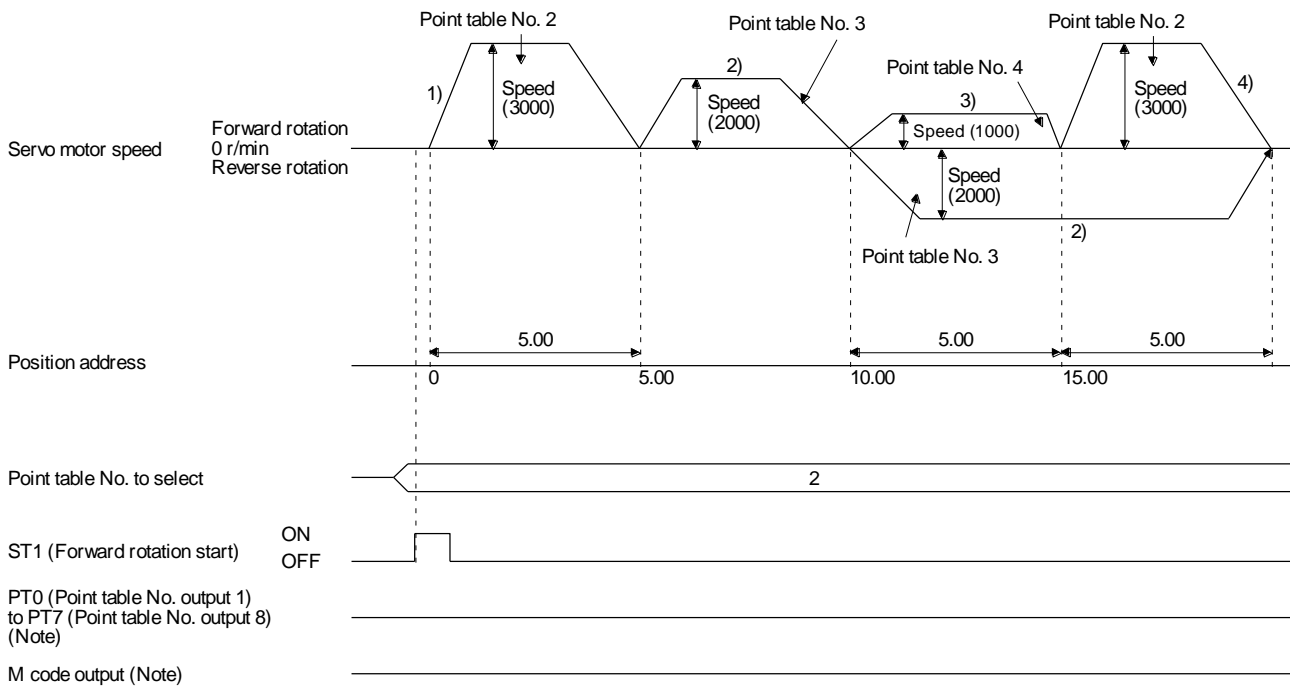 Point table No. 2
Point table No. 3
Point table No. 2
1)
Speed
(3000)
2)
Speed
(2000)
Point table No. 4
3)
Speed (1000)
Speed
(3000)
4)
Servo motor speed
Forward rotation
0 r/min
Reverse rotation
Speed
(2000)
2)
Point table No. 3
Position address
5.00
5.00
5.00
0
5.00
10.00
15.00
Point table No. to select
2
ST1 (Forward rotation start)
ON
OFF
PT0 (Point table No. output 1)
to PT7 (Point table No. output 8)
(Note)
M code output (Note)